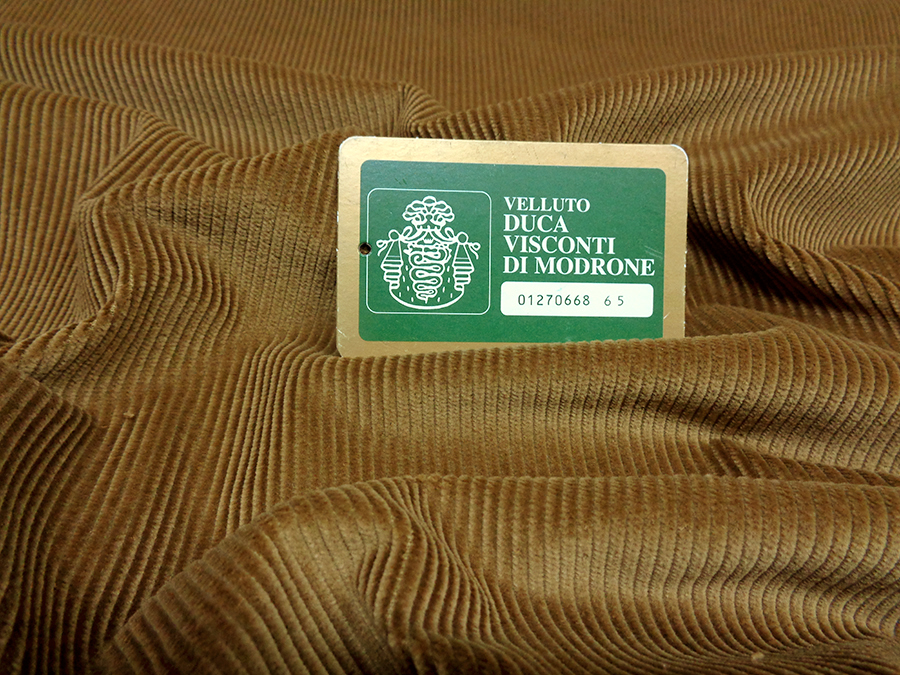 VELLUTO
DUCA
VISCONTI
DI MODRONE
01270668 65